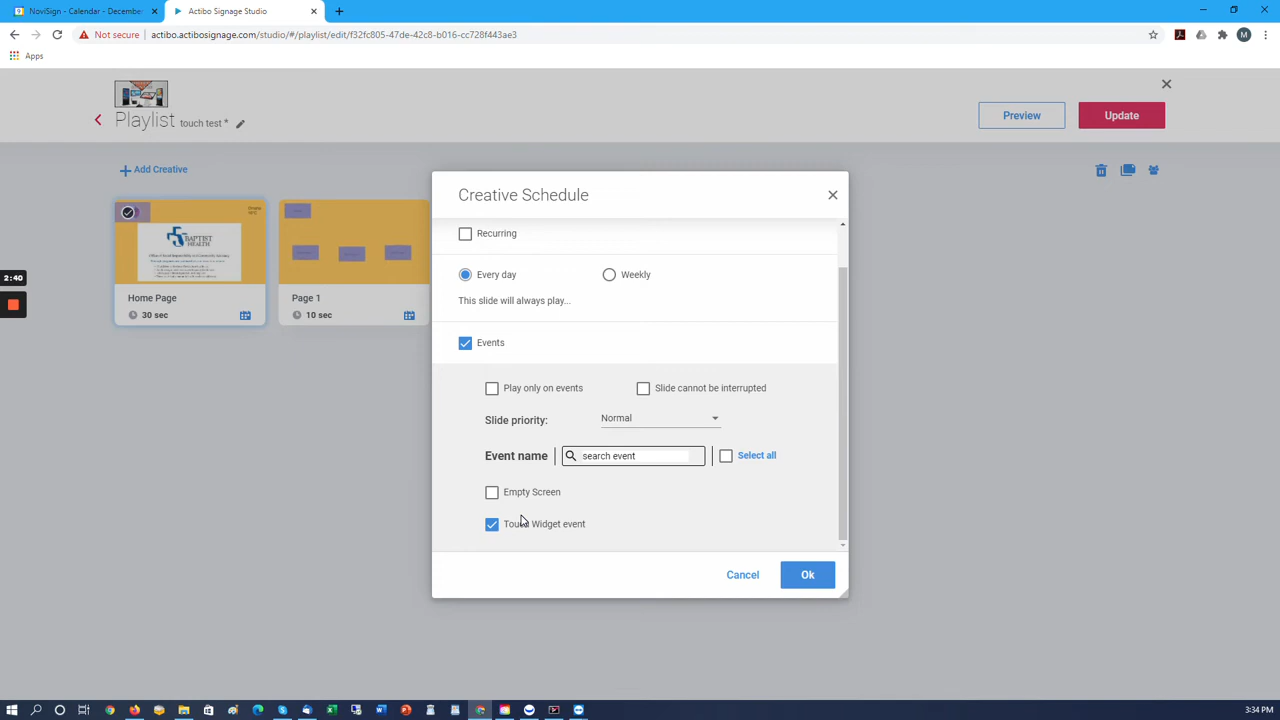 NoviSign - Calendar - Decembe
Actibo Signage Studio
Not secure
actibo.actibosignage.com/studio/#/playlist/edit/f32fc805-47de-42c8-b016-cc728f443ae3
M
Apps
Playlist touch test *
Preview
Update
Add Creative
Creative Schedule
BAPTIST
HEALTH
Home Page
30 sec
Page 1
10 sec
2:40
Recurring
Every day
Weekly
This slide will always play...
Events
Play only on events
Slide cannot be interrupted
Slide priority:
Normal
Event name
search event
Select all
Empty Screen
Touch Widget event
Cancel
Ok
3:34 PM